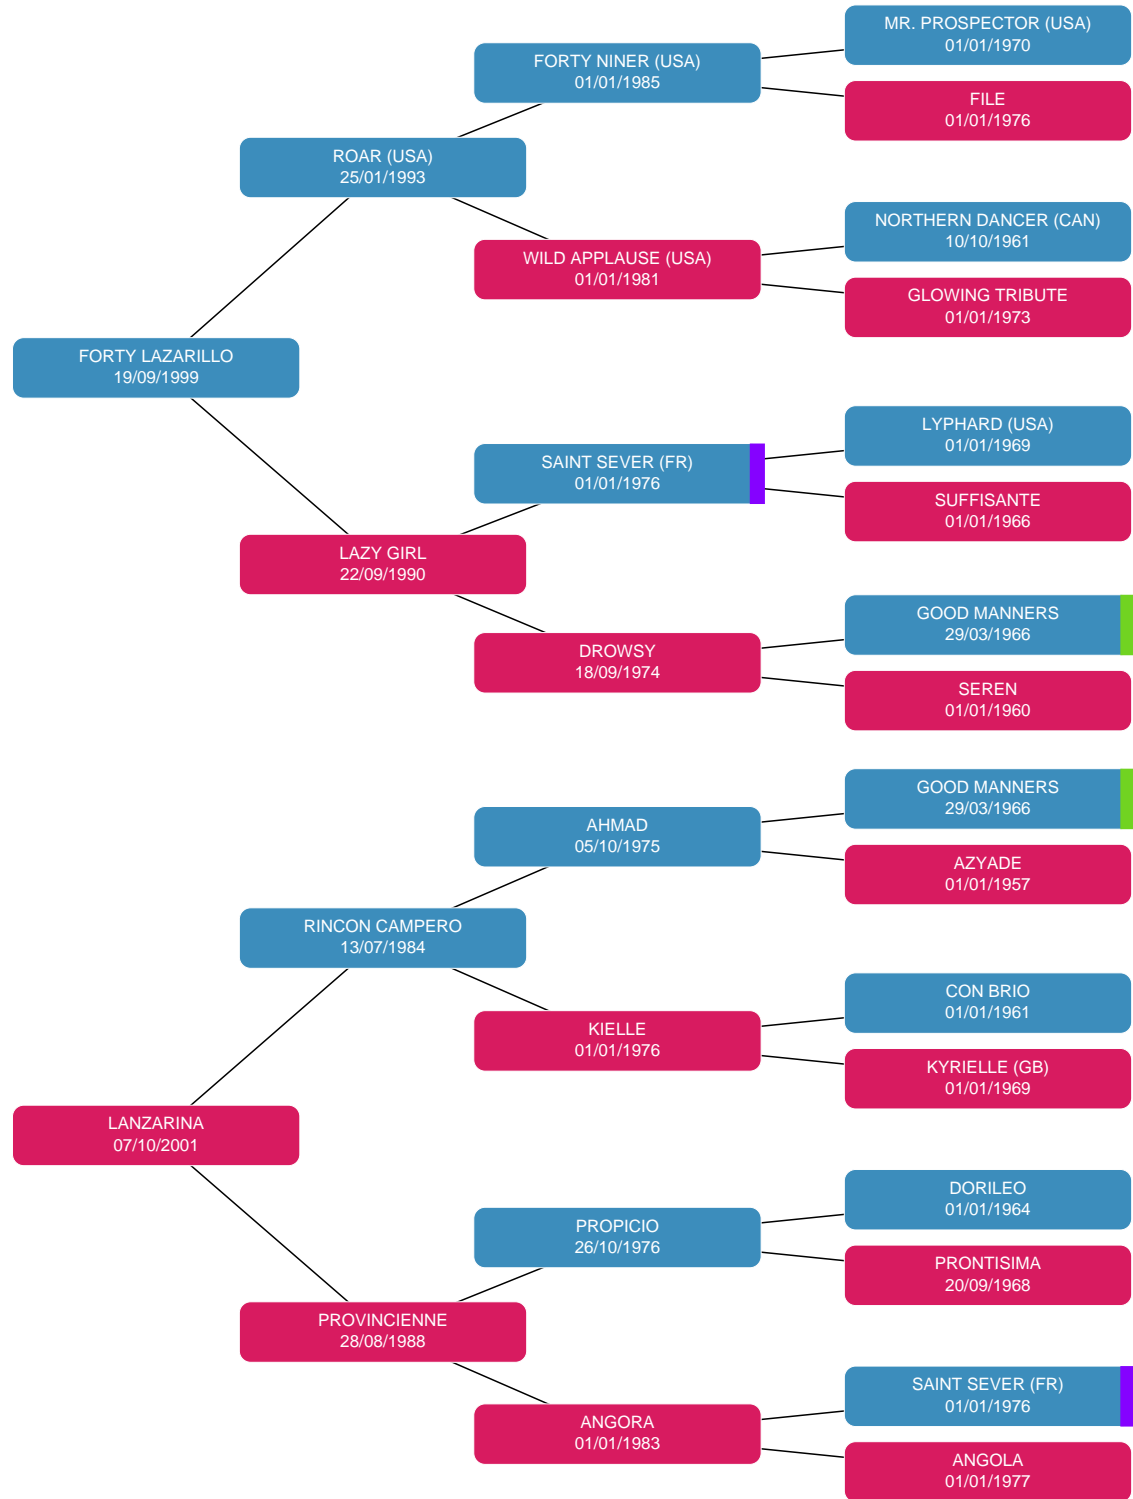 MR. PROSPECTOR (USA)
01/01/1970
FORTY NINER (USA)
01/01/1985
FILE
01/01/1976
ROAR (USA)
25/01/1993
NORTHERN DANCER (CAN)
10/10/1961
WILD APPLAUSE (USA)
01/01/1981
GLOWING TRIBUTE
01/01/1973
FORTY LAZARILLO
19/09/1999
LYPHARD (USA)
01/01/1969
SAINT SEVER (FR)
01/01/1976
SUFFISANTE
01/01/1966
LAZY GIRL
22/09/1990
GOOD MANNERS
29/03/1966
DROWSY
18/09/1974
SEREN
01/01/1960
GOOD MANNERS
29/03/1966
AHMAD
05/10/1975
AZYADE
01/01/1957
RINCON CAMPERO
13/07/1984
CON BRIO
01/01/1961
KIELLE
01/01/1976
KYRIELLE (GB)
01/01/1969
LANZARINA
07/10/2001
DORILEO
01/01/1964
PROPICIO
26/10/1976
PRONTISIMA
20/09/1968
PROVINCIENNE
28/08/1988
SAINT SEVER (FR)
01/01/1976
ANGORA
01/01/1983
ANGOLA
01/01/1977